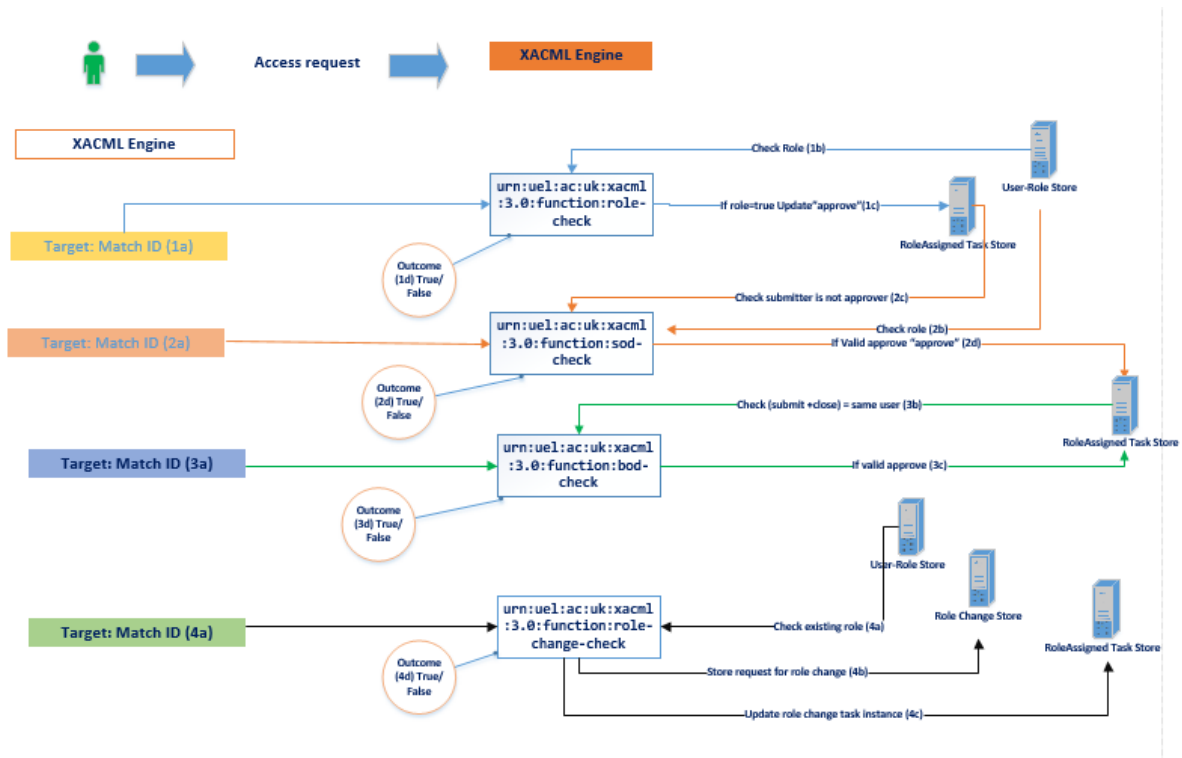 Access request
XACML Engine
XACML Engine
Check Role (1b)
User-Role Store
urn:uel:ac:uk:xacml
:3.0:function:role-
check
If role=true Update"approve"(1c)
RoleAssigned Task Store
Target: Match ID (1a)
Outcome
(1d) True/
False
Check submitter is not approver (2c)
urn:uel:ac:uk:xacml
:3.0:function:sod-
check
Check role (2b)
If Valid approve "approve" (2d)
Target: Match ID (2a)
Outcome
(2d) True/
False
Check (submit +close) = same user (3b)
RoleAssigned Task Store
urn:uel:ac:uk:xacml
:3.0:function:bod-
check
Target: Match ID (3a)
If valid approve (3c)
Outcome
(3d) True/
False
User-Role Store
Role Change Store
RoleAssigned Task Store
urn:uel:ac:uk:xacml
:3.0:function:role-
change-check
Target: Match ID (4a)
Check existing role (4a)
Outcome
(4d) True/
False
Store request for role change (4b)
Update role change task instance (4c)